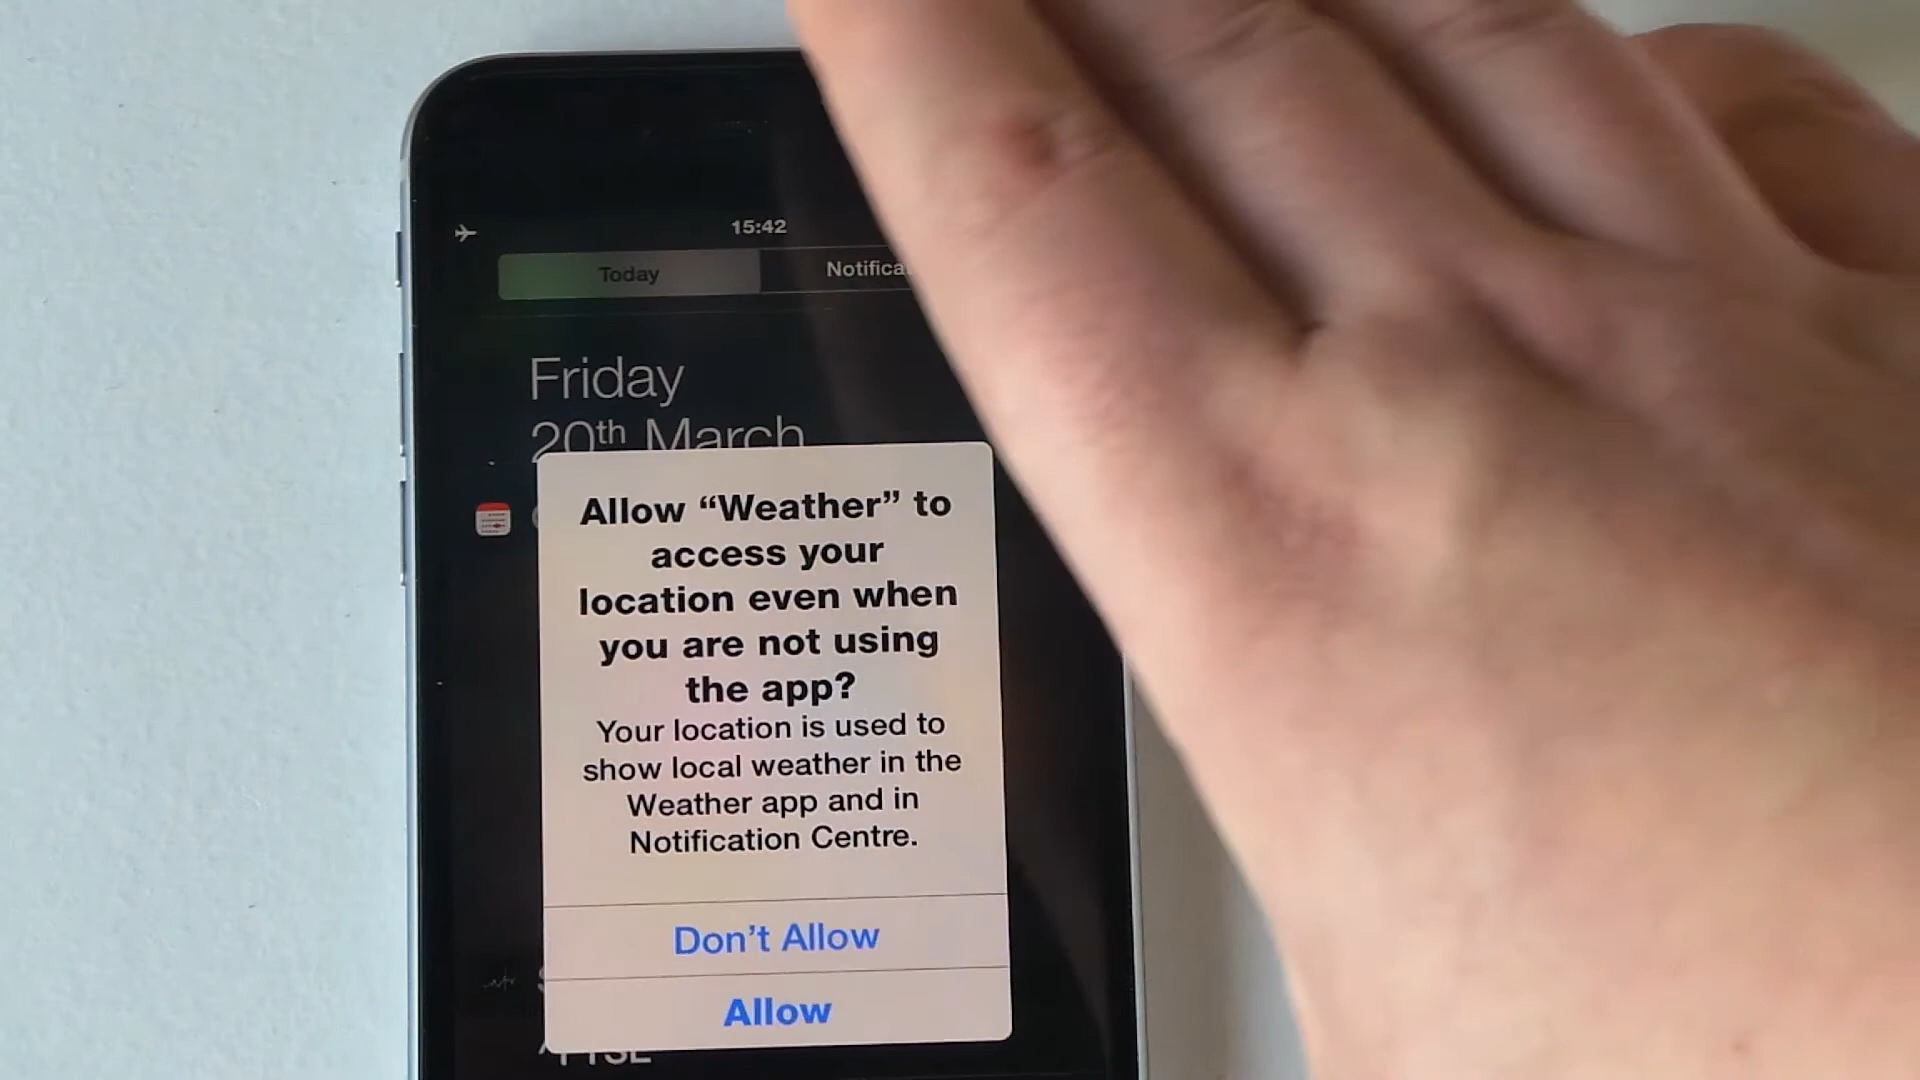 15:42
Today
Friday
20th March
Allow “Weather” to
access your
location even when
you are not using
the app?
Your location is used to
show local weather in the
Weather app and in
Notification Centre.
Don’t Allow
Allow